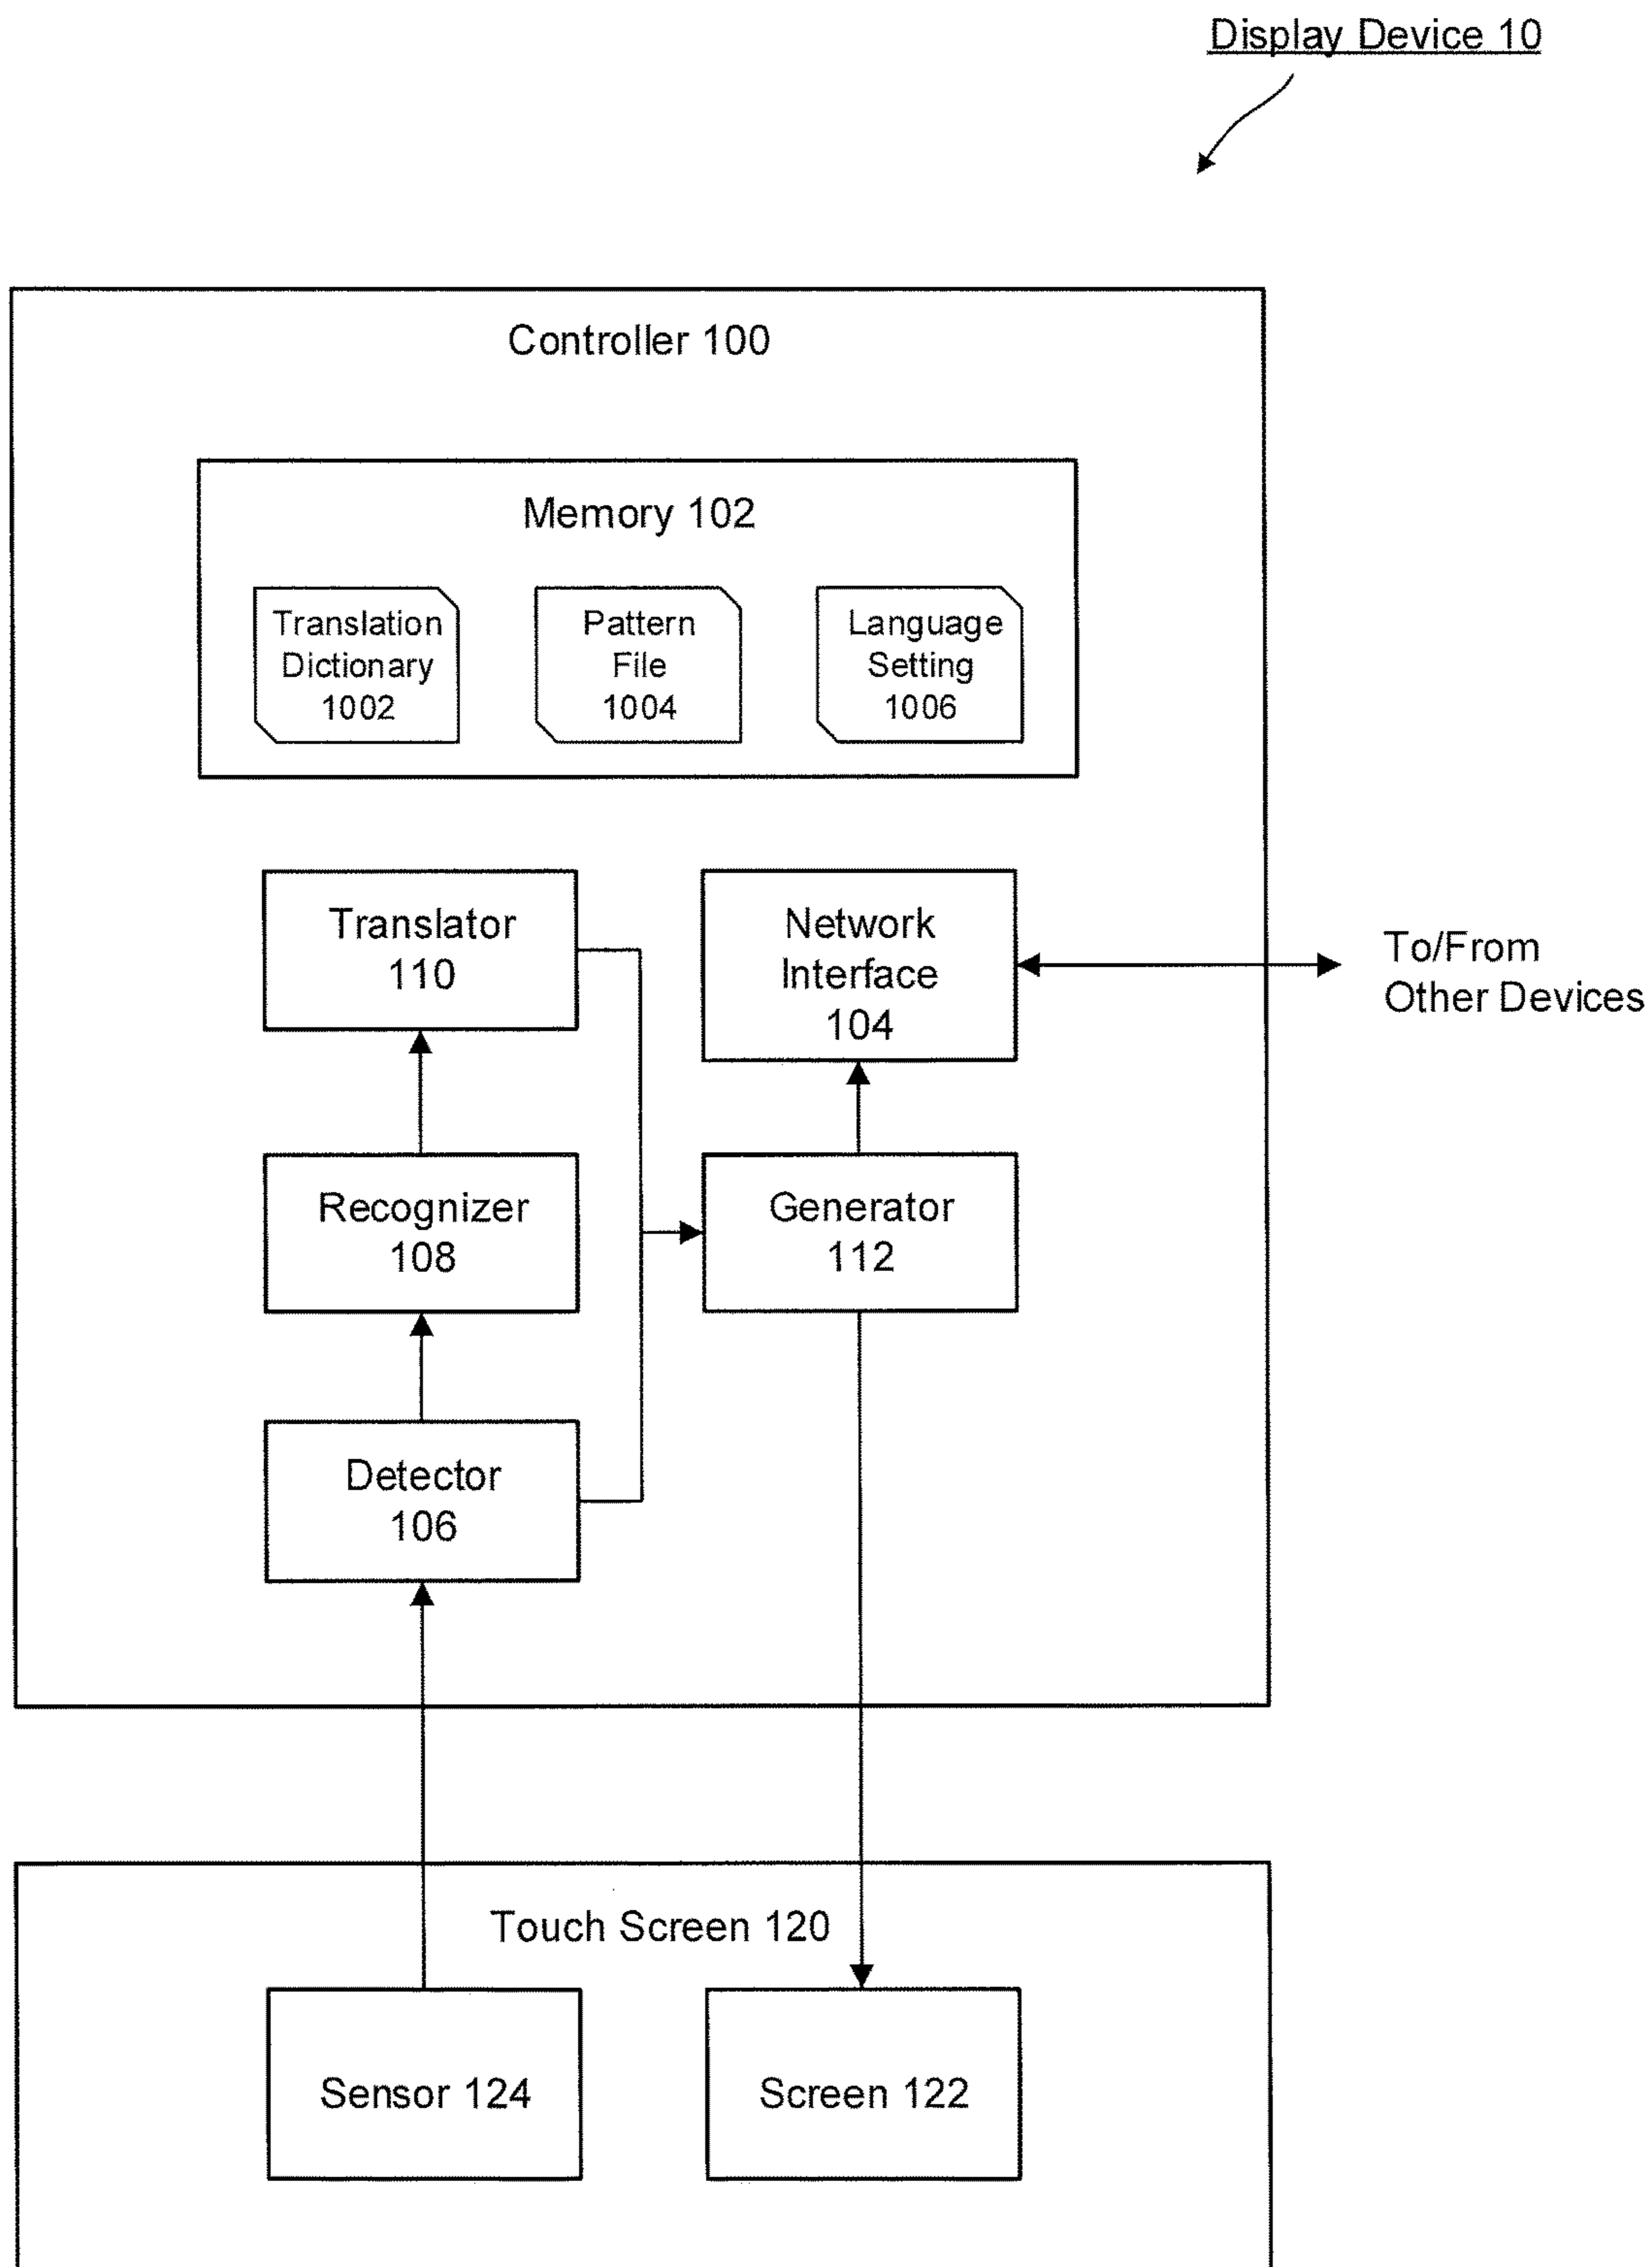 Display Device 10
Controller 100
Memory 102
Translation
Dictionary
1002
Pattern
File
1004
Language
Setting
1006
Translator
110
Network
Interface
104
To/From
Other Devices
Recognizer
108
Generator
112
Detector
106
Touch Screen 120
Sensor 124
Screen 122